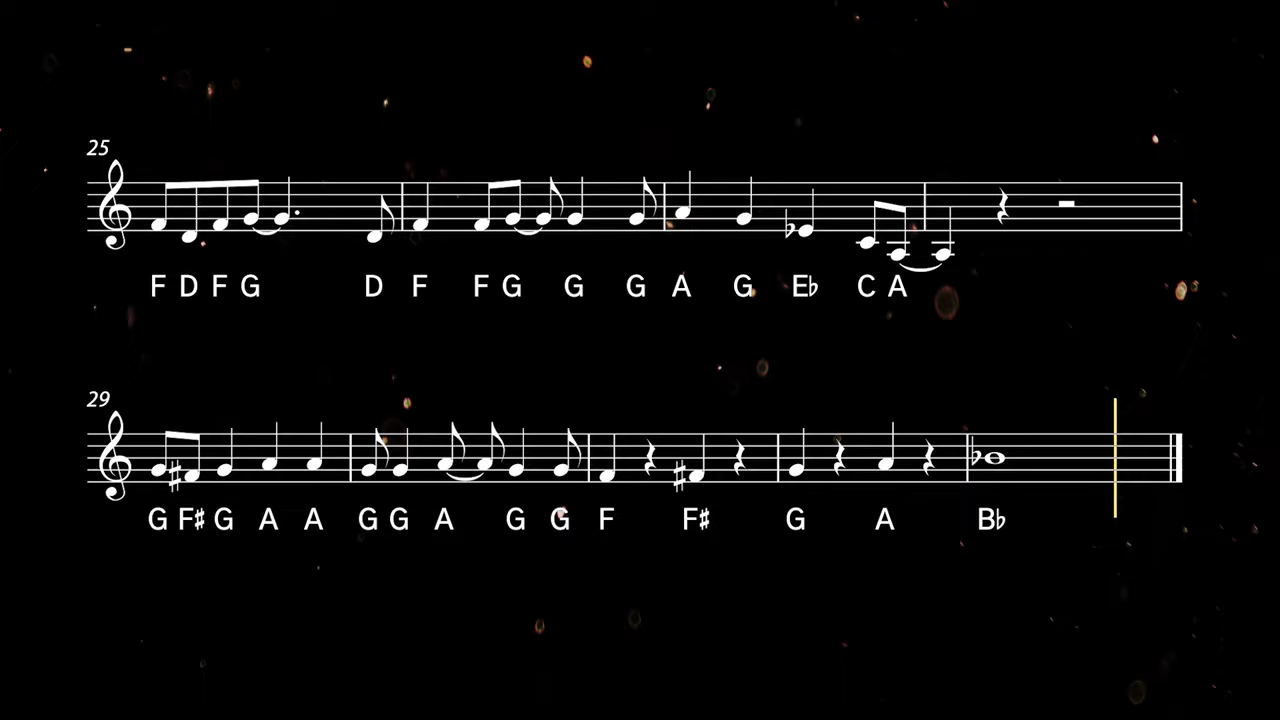 25
F D F G D F F G G G A G E♭ C A
29
G F♯ G A A G G A G G F F♯ G A B♭